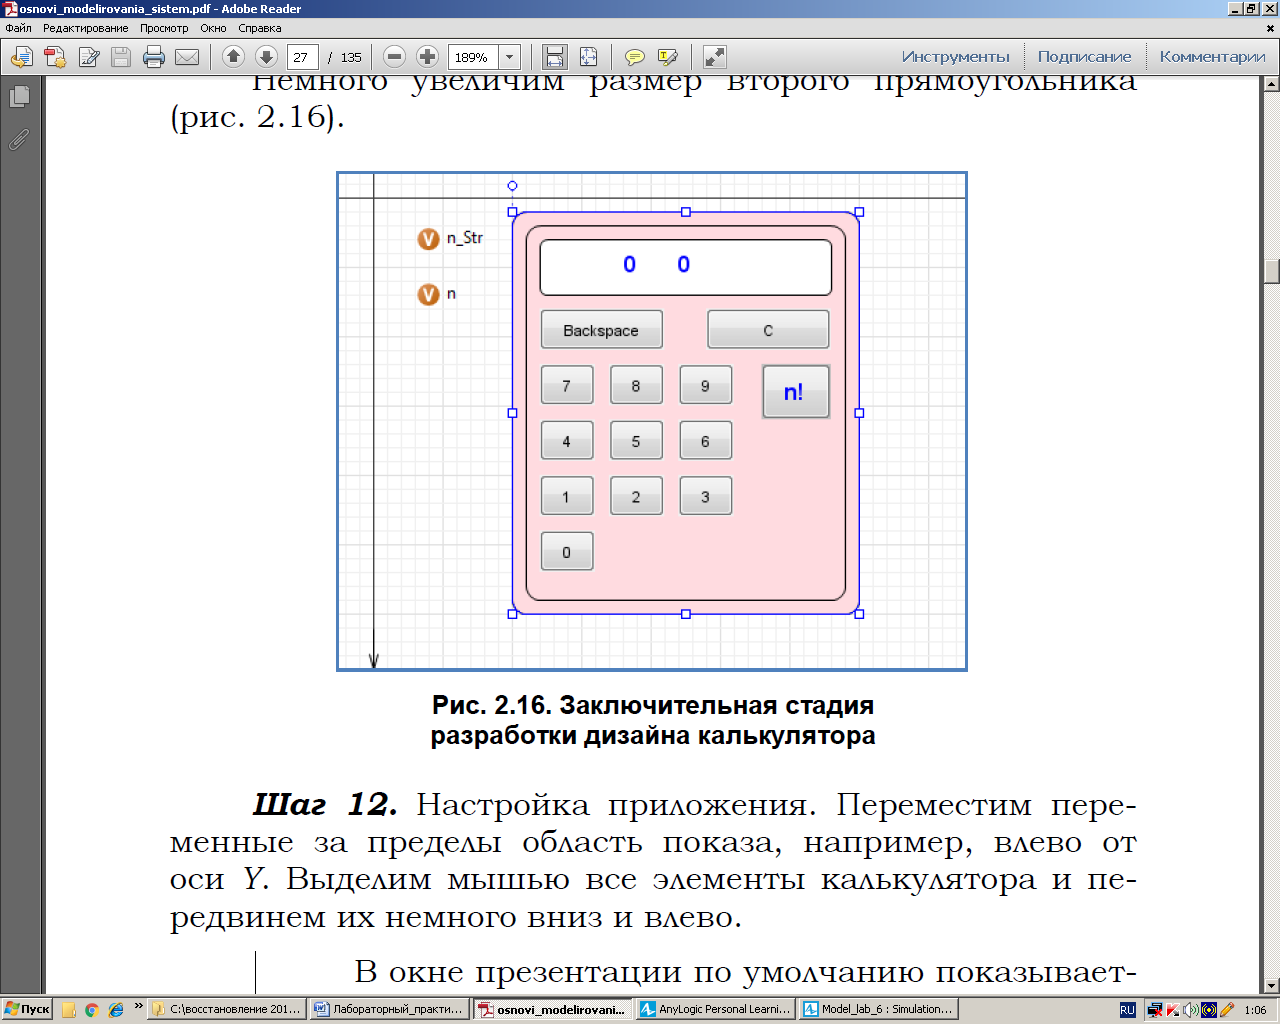 osnovi_modelirovania_sistem.pdf - Adobe Reader
Файл Редактирование Просмотр Окно Справка
27 / 135 189% Инструменты Подписание Комментарии
Немного увеличим размер второго прямоугольника
(рис. 2.16).
n_Str
n
0 0
Backspace C
7 8 9 n!
4 5 6
1 2 3
0
Рис. 2.16. Заключительная стадия
разработки дизайна калькулятора
Шаг 12. Настройка приложения. Переместим пере-
менные за пределы область показа, например, влево от
оси Y. Выделим мышью все элементы калькулятора и пе-
редвинем их немного вниз и влево.
В окне презентации по умолчанию показывает-
Пуск » C:\восстановление 201... Лабораторный_практи... osnovi_modelirovani... AnyLogic Personal Learni... Model_lab_6 : Simulation... RU 1:06